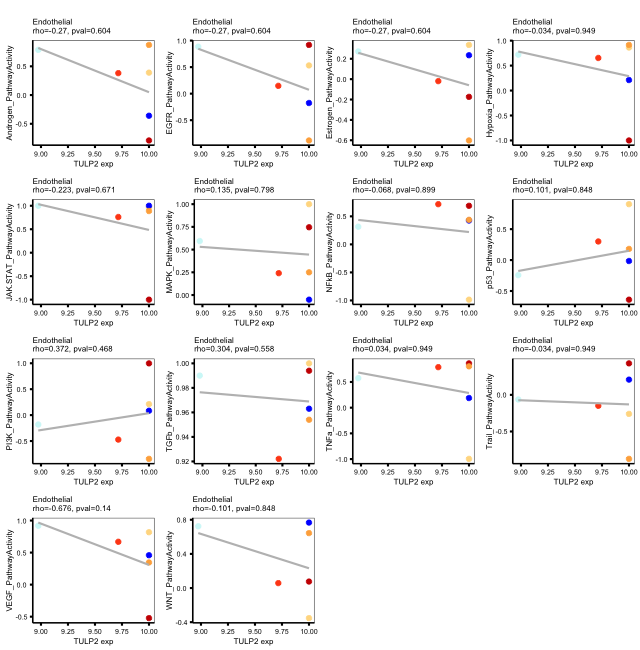 Endothelial
rho=-0.27, pval=0.604
Androgen_PathwayActivity
0.5
0.0
-0.5
9.00
9.25
9.50
9.75
10.00
TULP2 exp
Endothelial
rho=-0.27, pval=0.604
EGFR_PathwayActivity
1.0
0.5
0.0
-0.5
9.00
9.25
9.50
9.75
10.00
TULP2 exp
Endothelial
rho=-0.27, pval=0.604
Estrogen_PathwayActivity
0.2
0.0
-0.2
-0.4
-0.6
9.00
9.25
9.50
9.75
10.00
TULP2 exp
Endothelial
rho=-0.034, pval=0.949
Hypoxia_PathwayActivity
1.0
0.5
0.0
-0.5
-1.0
9.00
9.25
9.50
9.75
10.00
TULP2 exp
Endothelial
rho=-0.223, pval=0.671
JAK-STAT_PathwayActivity
1.0
0.5
0.0
-0.5
-1.0
9.00
9.25
9.50
9.75
10.00
TULP2 exp
Endothelial
rho=0.135, pval=0.798
MAPK_PathwayActivity
1.00
0.75
0.50
0.25
0.00
9.00
9.25
9.50
9.75
10.00
TULP2 exp
Endothelial
rho=-0.068, pval=0.899
NFkB_PathwayActivity
0.5
0.0
-0.5
-1.0
9.00
9.25
9.50
9.75
10.00
TULP2 exp
Endothelial
rho=0.101, pval=0.848
p53_PathwayActivity
0.5
0.0
-0.5
9.00
9.25
9.50
9.75
10.00
TULP2 exp
Endothelial
rho=0.372, pval=0.468
PI3K_PathwayActivity
1.0
0.5
0.0
-0.5
9.00
9.25
9.50
9.75
10.00
TULP2 exp
Endothelial
rho=0.304, pval=0.558
TGFb_PathwayActivity
1.00
0.98
0.96
0.94
0.92
9.00
9.25
9.50
9.75
10.00
TULP2 exp
Endothelial
rho=0.034, pval=0.949
TNFa_PathwayActivity
0.5
0.0
-0.5
-1.0
9.00
9.25
9.50
9.75
10.00
TULP2 exp
Endothelial
rho=-0.034, pval=0.949
Trail_PathwayActivity
0.0
-0.5
9.00
9.25
9.50
9.75
10.00
TULP2 exp
Endothelial
rho=-0.676, pval=0.14
VEGF_PathwayActivity
1.0
0.5
0.0
-0.5
9.00
9.25
9.50
9.75
10.00
TULP2 exp
Endothelial
rho=-0.101, pval=0.848
WNT_PathwayActivity
0.8
0.4
0.0
-0.4
9.00
9.25
9.50
9.75
10.00
TULP2 exp